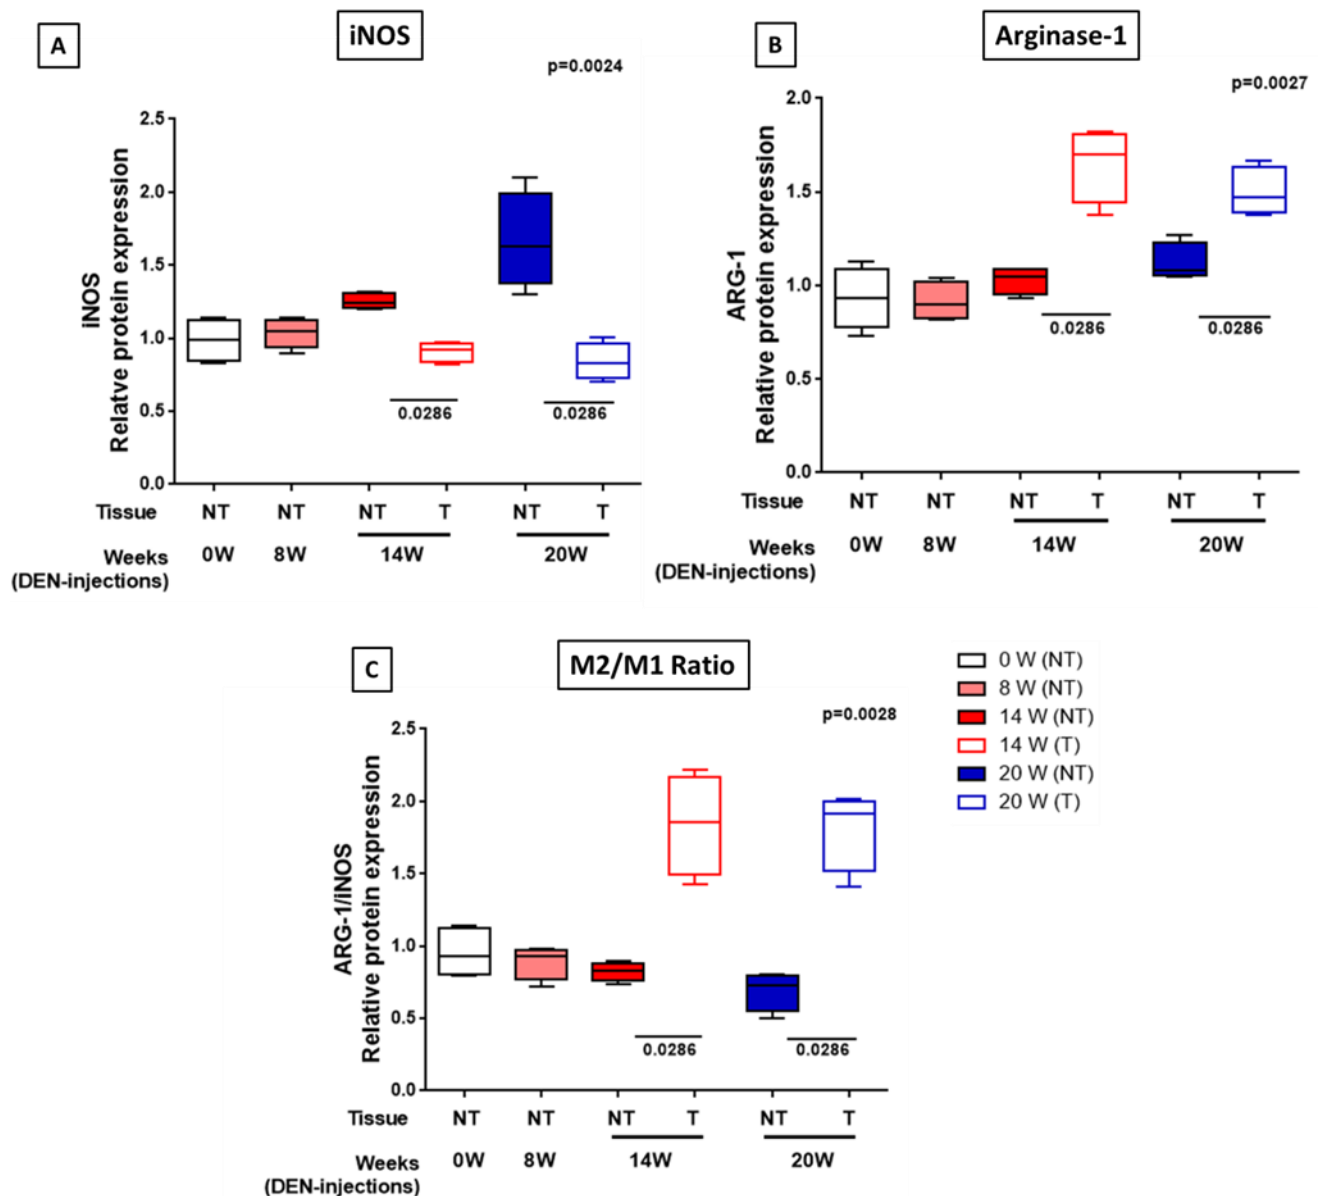 A
iNOS
p=0.0024
iNOS
Relatve protein expression
2.5
2.0
1.5
1.0
0.5
0.0
0.0286
0.0286
Tissue NT NT NT T NT T
Weeks 0W 8W 14W 20W
(DEN-injections)
B
Arginase-1
p=0.0027
ARG-1
Relative protein expression
2.0
1.5
1.0
0.5
0.0
0.0286
0.0286
Tissue NT NT NT T NT T
Weeks 0W 8W 14W 20W
(DEN-injections)
C
M2/M1 Ratio
p=0.0028
ARG-1/iNOS
Relative protein expression
2.5
2.0
1.5
1.0
0.5
0.0
0.0286
0.0286
Tissue NT NT NT T NT T
Weeks 0W 8W 14W 20W
(DEN-injections)
0 W (NT)
8 W (NT)
14 W (NT)
14 W (T)
20 W (NT)
20 W (T)